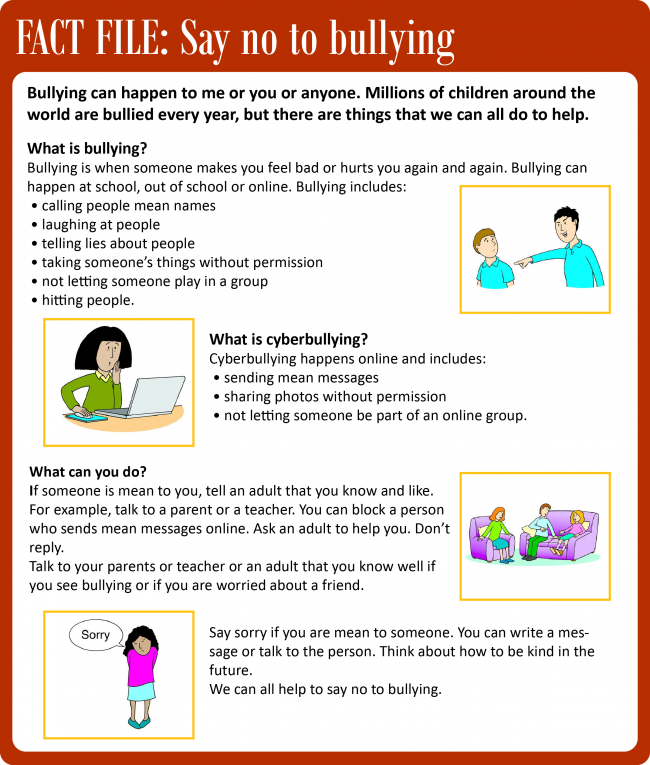 FACT FILE: Say no to bullying
Bullying can happen to me or you or anyone. Millions of children around the
world are bullied every year, but there are things that we can all do to help.
What is bullying?
Bullying is when someone makes you feel bad or hurts you again and again. Bullying can
happen at school, out of school or online. Bullying includes:
• calling people mean names
• laughing at people
• telling lies about people
• taking someone’s things without permission
• not letting someone play in a group
• hitting people.
What is cyberbullying?
Cyberbullying happens online and includes:
• sending mean messages
• sharing photos without permission
• not letting someone be part of an online group.
What can you do?
If someone is mean to you, tell an adult that you know and like.
For example, talk to a parent or a teacher. You can block a person
who sends mean messages online. Ask an adult to help you. Don’t
reply.
Talk to your parents or teacher or an adult that you know well if
you see bullying or if you are worried about a friend.
Sorry
Say sorry if you are mean to someone. You can write a mes-
sage or talk to the person. Think about how to be kind in the
future.
We can all help to say no to bullying.